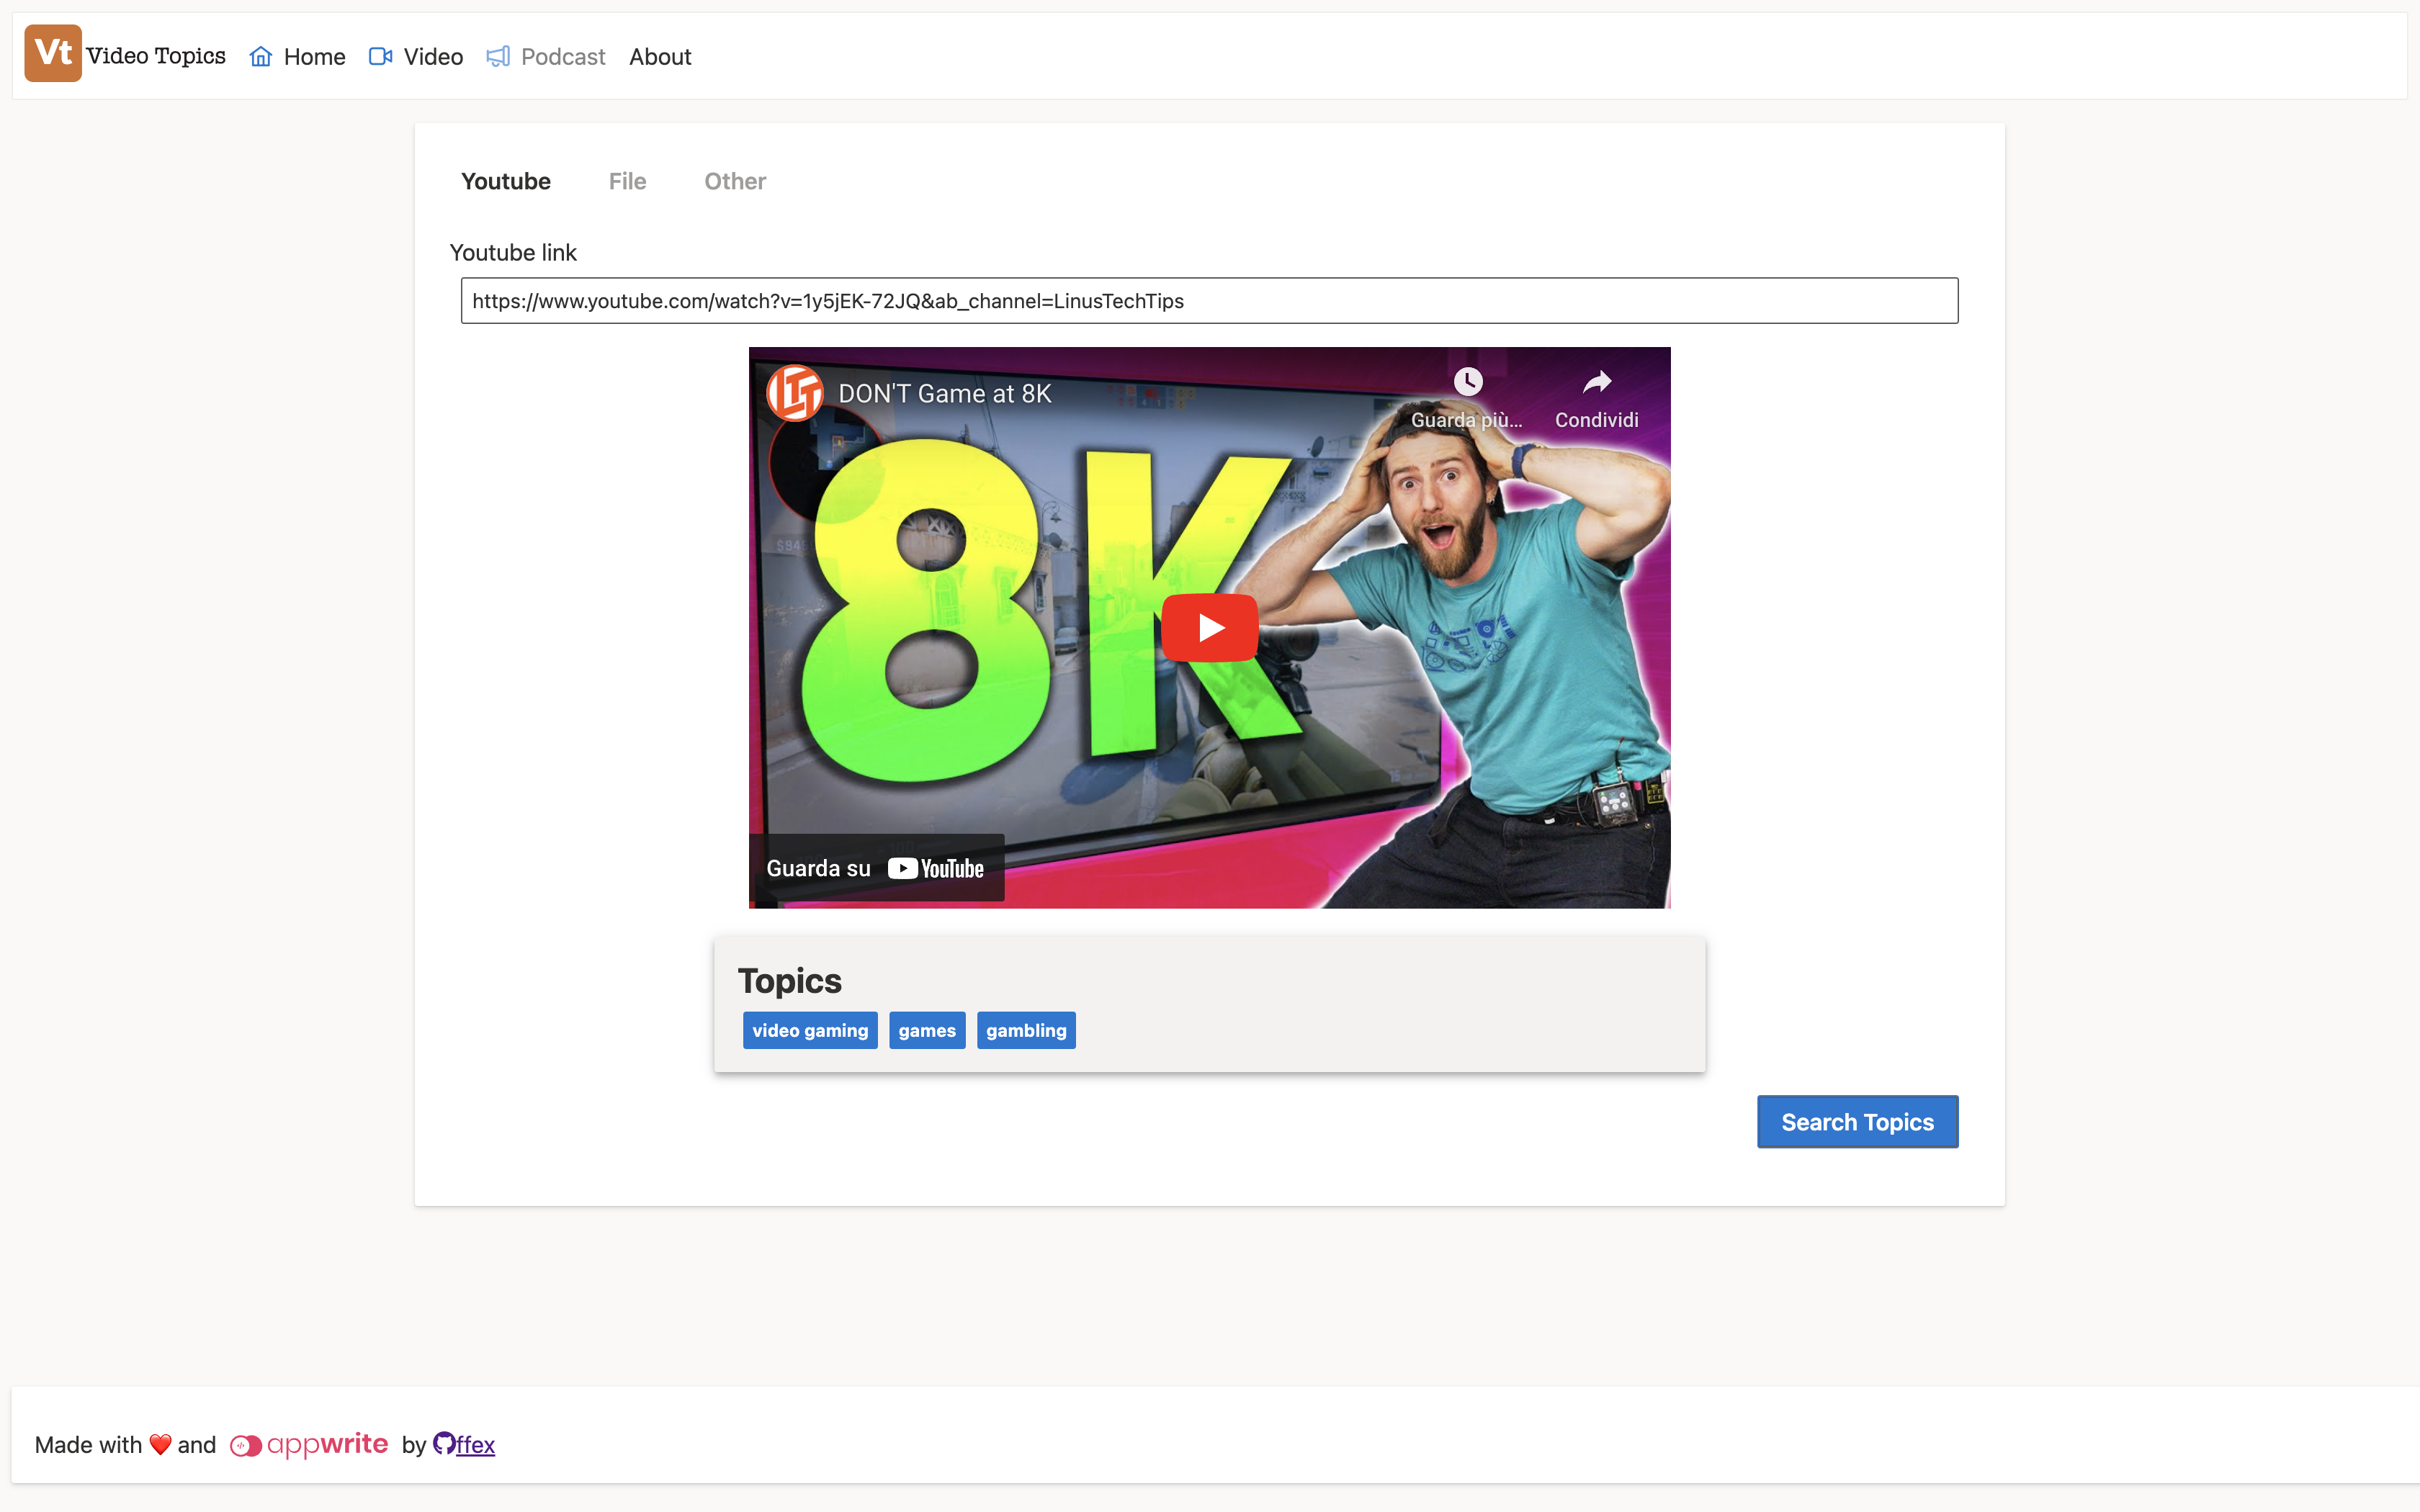 Vt Video Topics Home Video Podcast About
Youtube File Other
Youtube link
https://www.youtube.com/watch?v=1y5jEK-72JQ&ab_channel=LinusTechTips
DON'T Game at 8K
Guarda più... Condividi
8K
Guarda su YouTube
Topics
video gaming games gambling
Search Topics
Made with ❤️ and appwrite by ffex